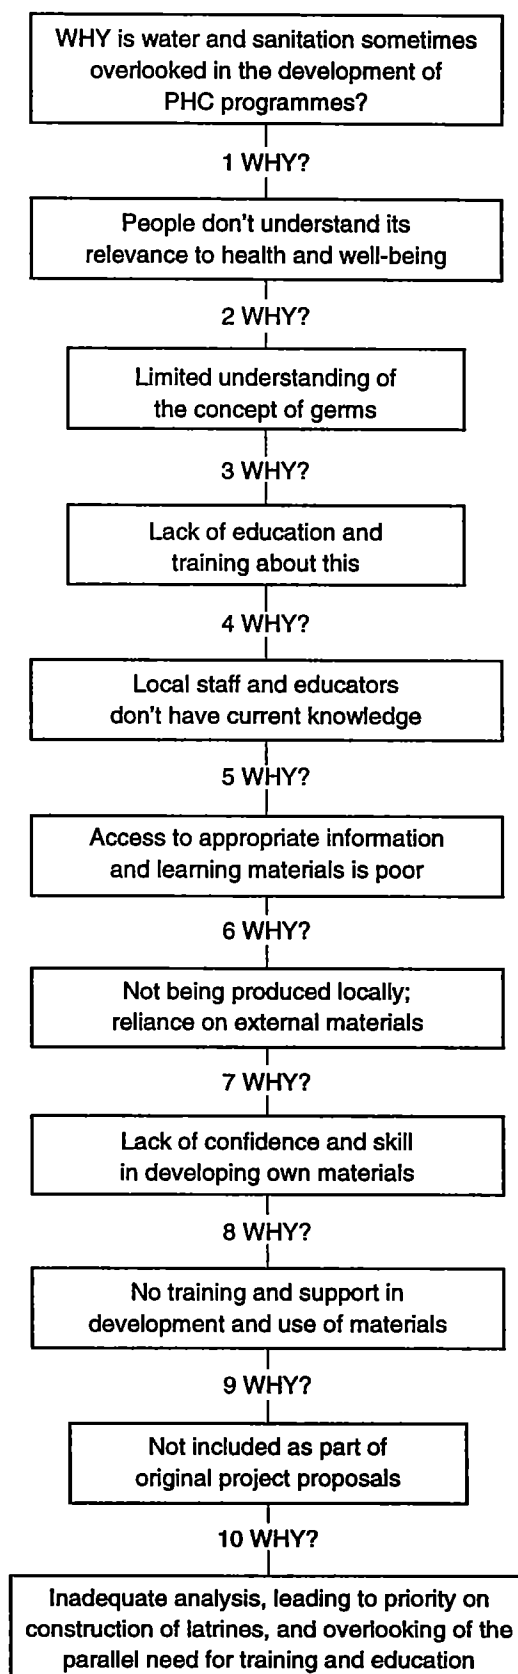 WHY is water and sanitation sometimes
overlooked in the development of
PHC programmes?
1 WHY?
People don't understand its
relevance to health and well-being
2 WHY?
Limited understanding of
the concept of germs
3 WHY?
Lack of education and
training about this
4 WHY?
Local staff and educators
don't have current knowledge
5 WHY?
Access to appropriate information
and learning materials is poor
6 WHY?
Not being produced locally;
reliance on external materials
7 WHY?
Lack of confidence and skill
in developing own materials
8 WHY?
No training and support in
development and use of materials
9 WHY?
Not included as part of
original project proposals
10 WHY?
Inadequate analysis, leading to priority on
construction of latrines, and overlooking of the
parallel need for training and education